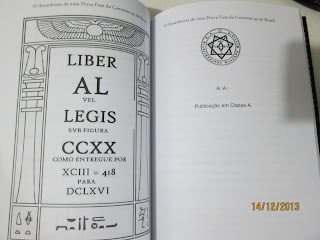 O Amanhecer de uma Nova Fase da Corrente 93 no Brasil
LIBER
AL
VEL
LEGIS
SVB FIGURA
CCXX
COMO ENTREGUE POR
XCIII = 418
PARA
DCLXVI
O Amanhecer de uma Nova Fase da Corrente 93 no Brasil
A∴A∴
Publicação em Classe A.
14/12/2013